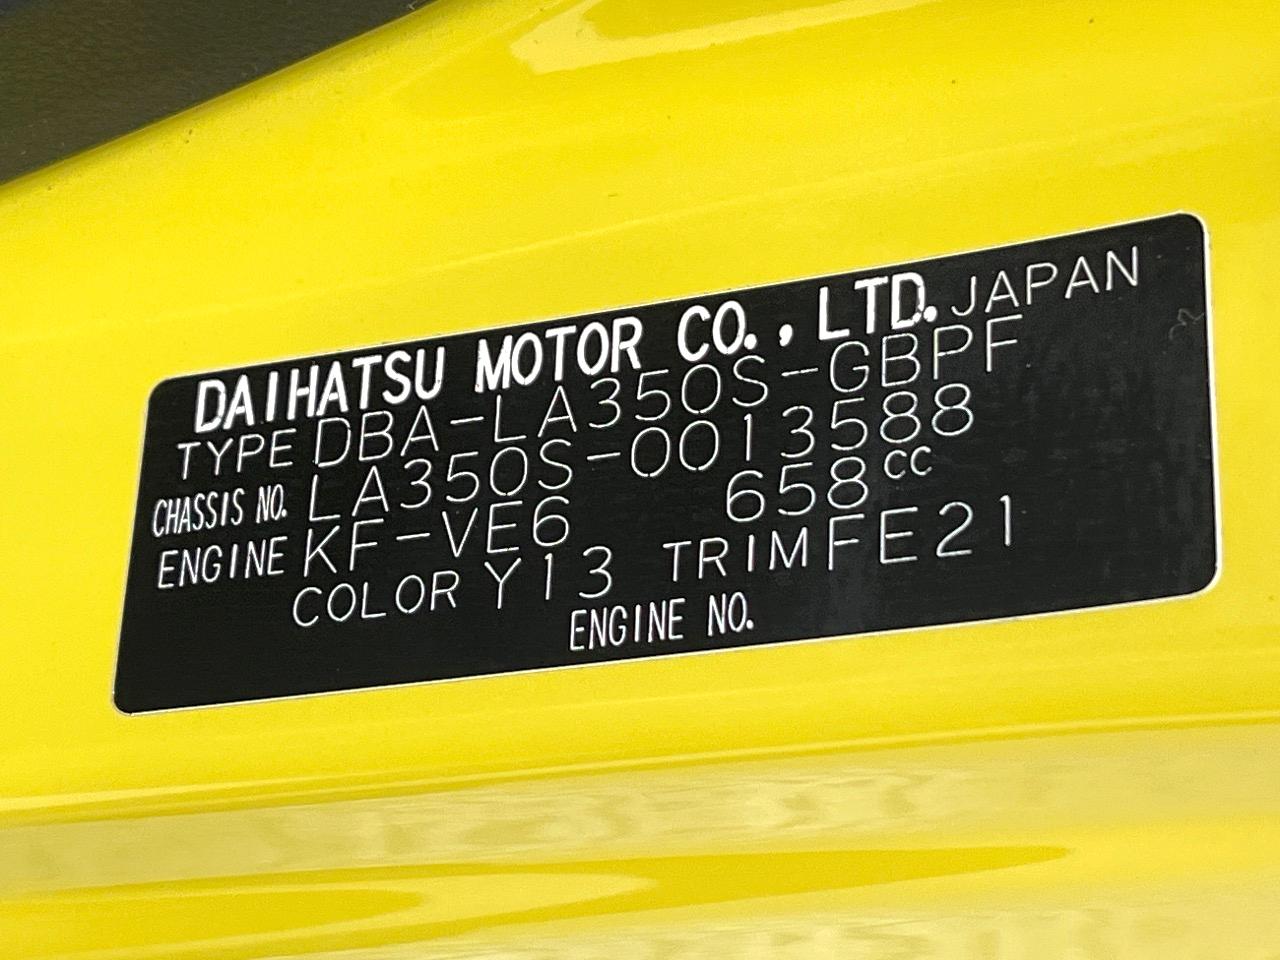 DAIHATSU MOTOR CO., LTD. JAPAN
TYPE DBA-LA350S-GBPF
CHASSIS NO. LA350S-0013588
ENGINE KF-VE6 658CC
COLOR Y13 TRIM FE21
ENGINE NO.